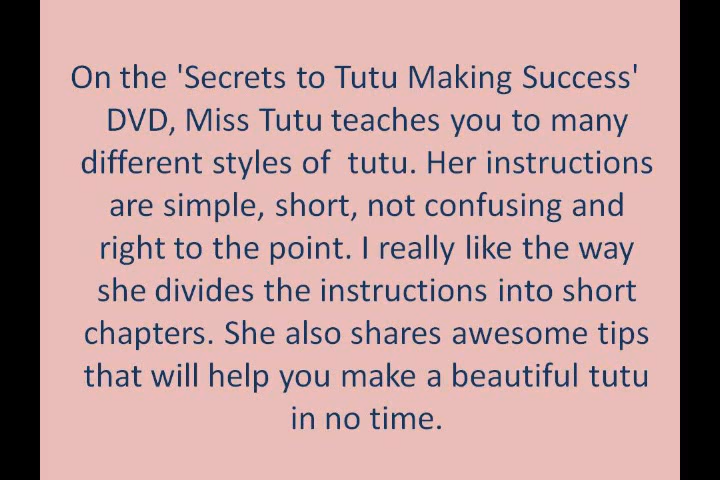 On the 'Secrets to Tutu Making Success'
DVD, Miss Tutu teaches you to many
different styles of  tutu. Her instructions
are simple, short, not confusing and
right to the point. I really like the way
she divides the instructions into short
chapters. She also shares awesome tips
that will help you make a beautiful tutu
in no time.